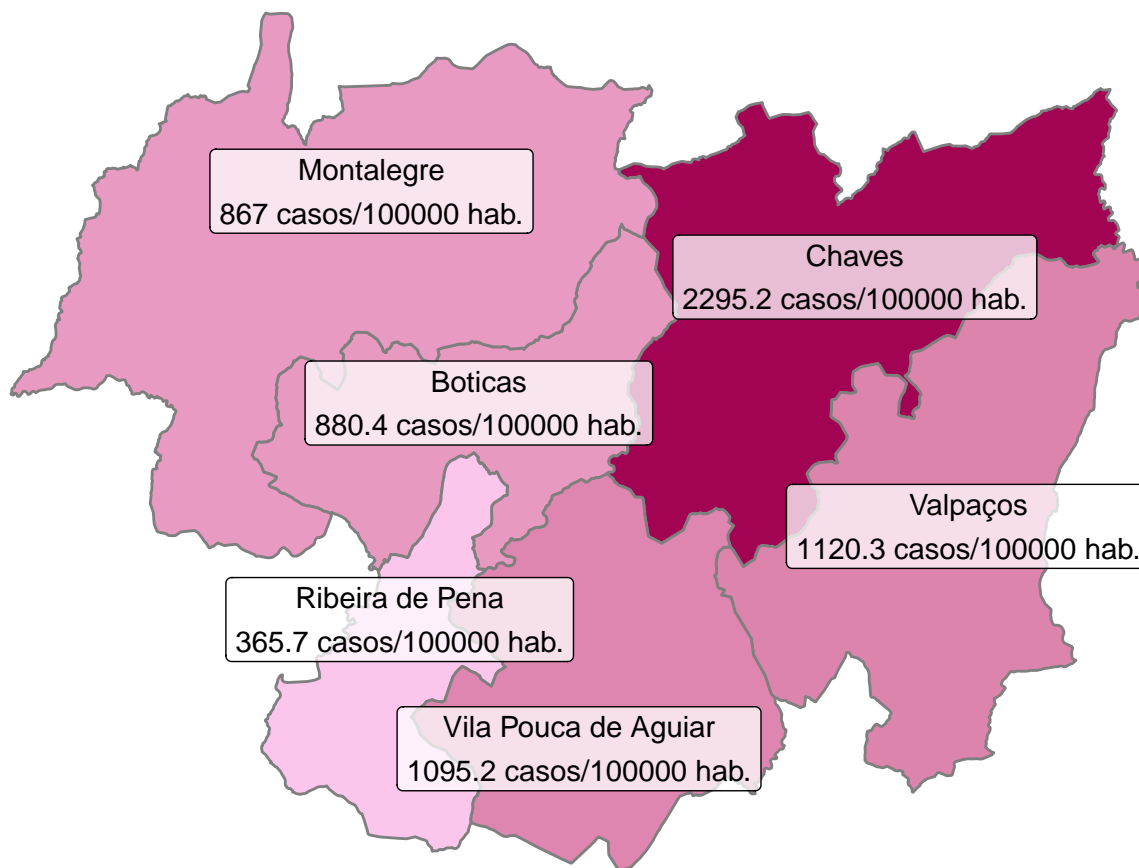 Montalegre
867 casos/100000 hab.
Chaves
2295.2 casos/100000 hab.
Boticas
880.4 casos/100000 hab.
Valpaços
1120.3 casos/100000 hab.
Ribeira de Pena
365.7 casos/100000 hab.
Vila Pouca de Aguiar
1095.2 casos/100000 hab.